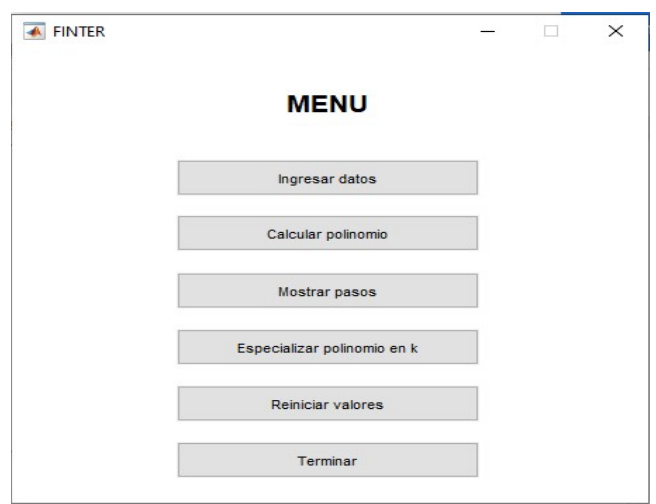 FINTER
MENU
Ingresar datos
Calcular polinomio
Mostrar pasos
Especializar polinomio en k
Reiniciar valores
Terminar